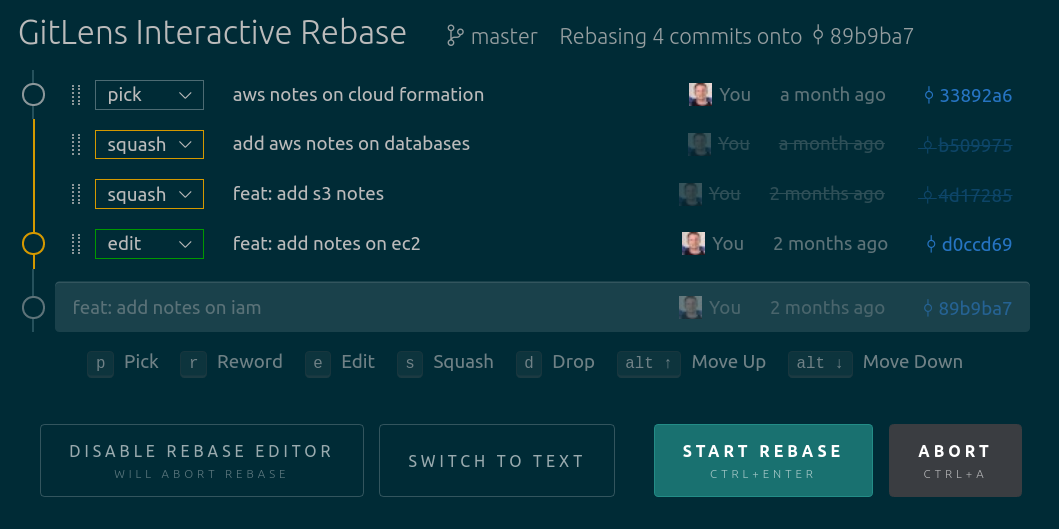 GitLens Interactive Rebase master Rebasing 4 commits onto 89b9ba7
pick aws notes on cloud formation You a month ago 33892a6
squash add aws notes on databases You a month ago b509975
squash feat: add s3 notes You 2 months ago 4d17285
edit feat: add notes on ec2 You 2 months ago d0ccd69
feat: add notes on iam You 2 months ago 89b9ba7
p Pick r Reword e Edit s Squash d Drop alt ↑ Move Up alt ↓ Move Down
DISABLE REBASE EDITOR
WILL ABORT REBASE
SWITCH TO TEXT
START REBASE
CTRL+ENTER
ABORT
CTRL+A